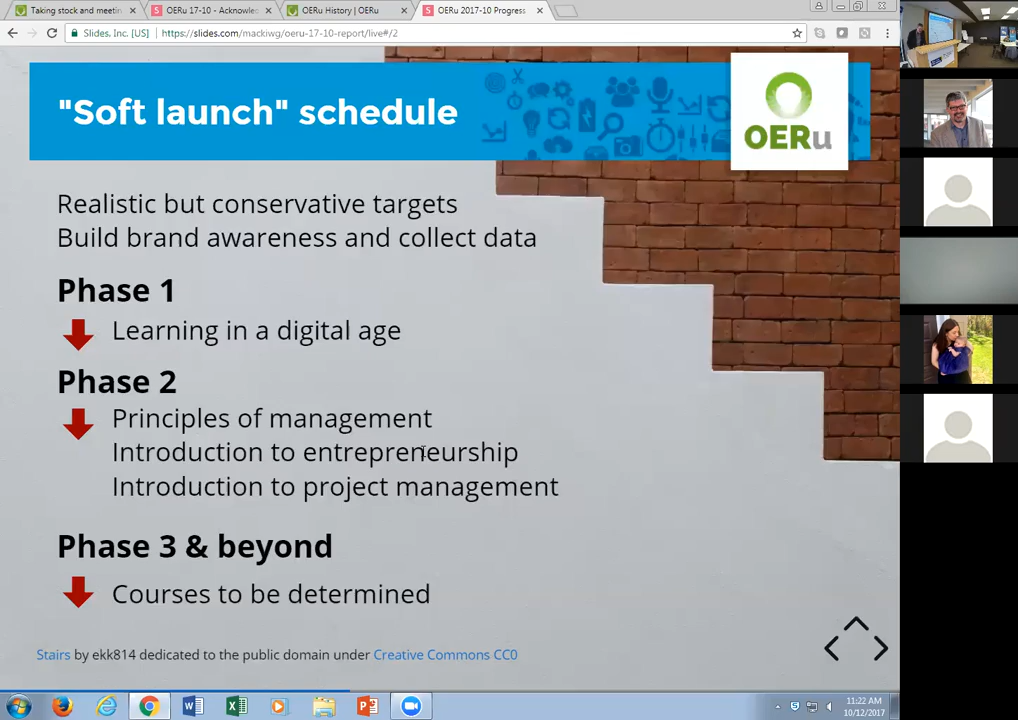 Taking stock and meetin
OERu 17-10 - Acknowled
OERu History | OERu
OERu 2017-10 Progress
Slides, Inc. [US]
https://slides.com/mackiwg/oeru-17-10-report/live#/2
"Soft launch" schedule
OERu
Realistic but conservative targets
Build brand awareness and collect data
Phase 1
Learning in a digital age
Phase 2
Principles of management
Introduction to entrepreneurship
Introduction to project management
Phase 3 & beyond
Courses to be determined
Stairs by ekk814 dedicated to the public domain under Creative Commons CC0
11:22 AM
10/12/2017